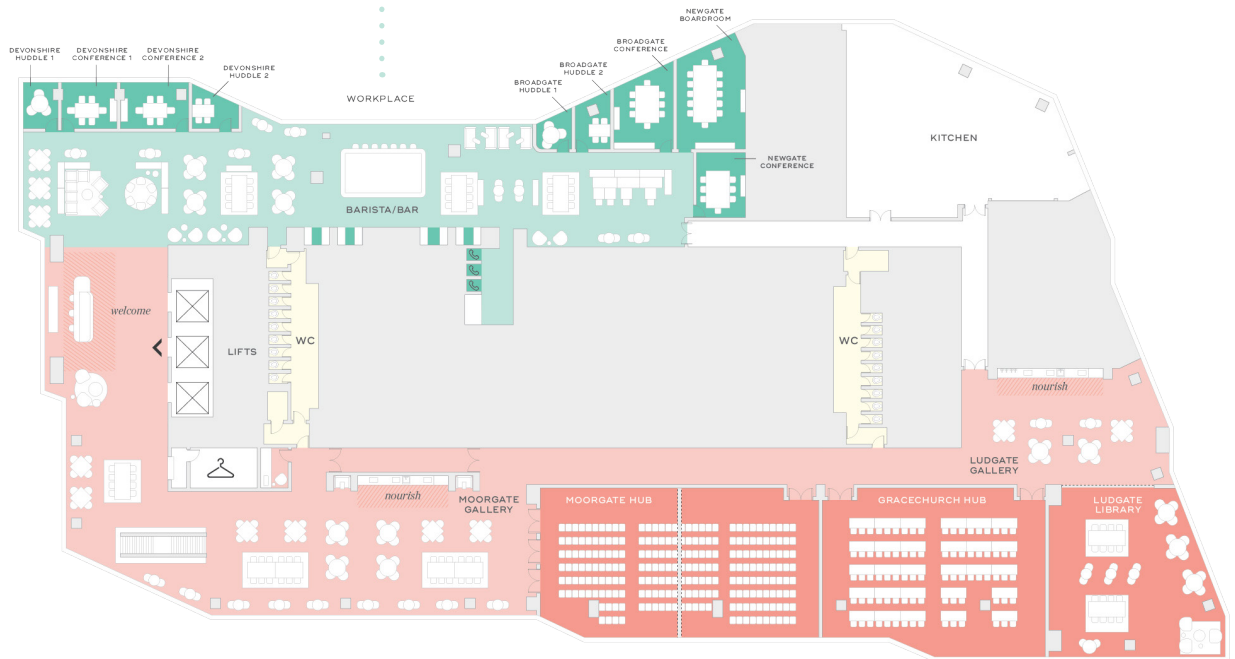 NEWGATE
BOARDROOM
BROADGATE
CONFERENCE
DEVONSHIRE
HUDDLE 1
DEVONSHIRE
CONFERENCE 1
DEVONSHIRE
CONFERENCE 2
DEVONSHIRE
HUDDLE 2
BROADGATE
HUDDLE 2
BROADGATE
HUDDLE 1
WORKPLACE
KITCHEN
NEWGATE
CONFERENCE
BARISTA/BAR
welcome
LIFTS
WC
WC
nourish
LUDGATE
GALLERY
nourish
MOORGATE
GALLERY
MOORGATE HUB
GRACECHURCH HUB
LUDGATE
LIBRARY